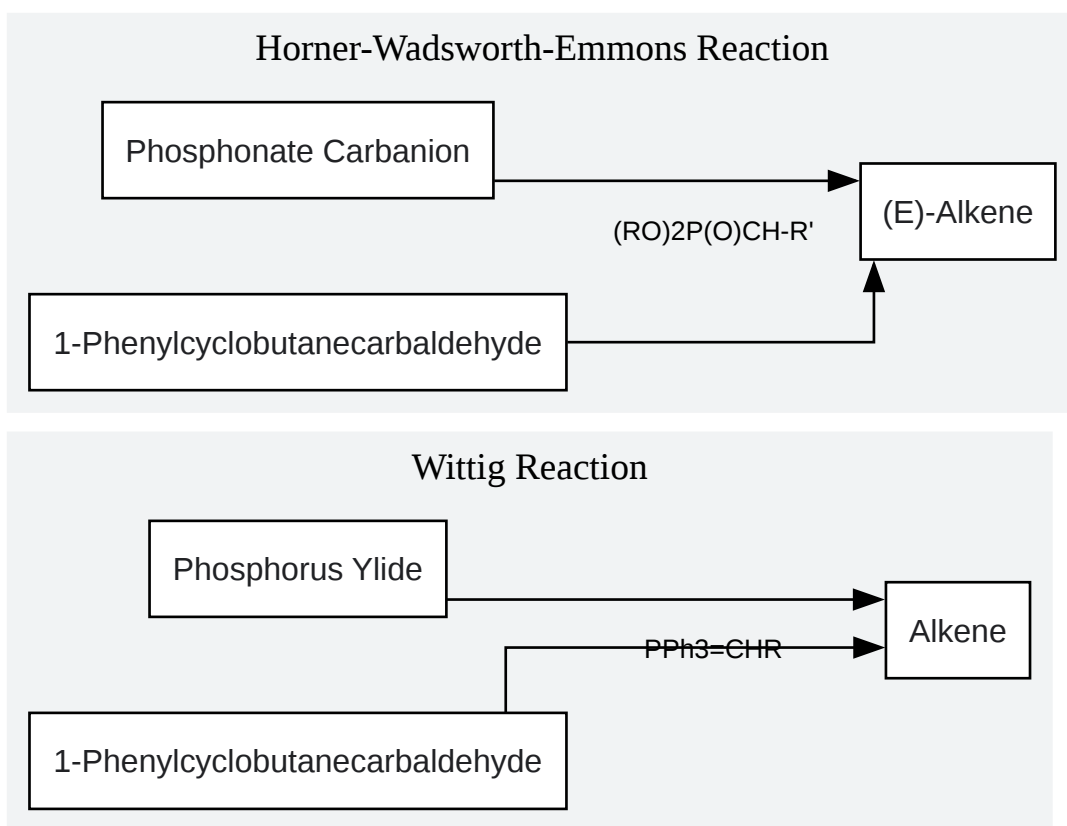 Horner-Wadsworth-Emmons Reaction
Phosphonate Carbanion
(E)-Alkene
(RO)2P(O)CH-R'
1-Phenylcyclobutanecarbaldehyde
Wittig Reaction
Phosphorus Ylide
Alkene
PPh3=CHR
1-Phenylcyclobutanecarbaldehyde